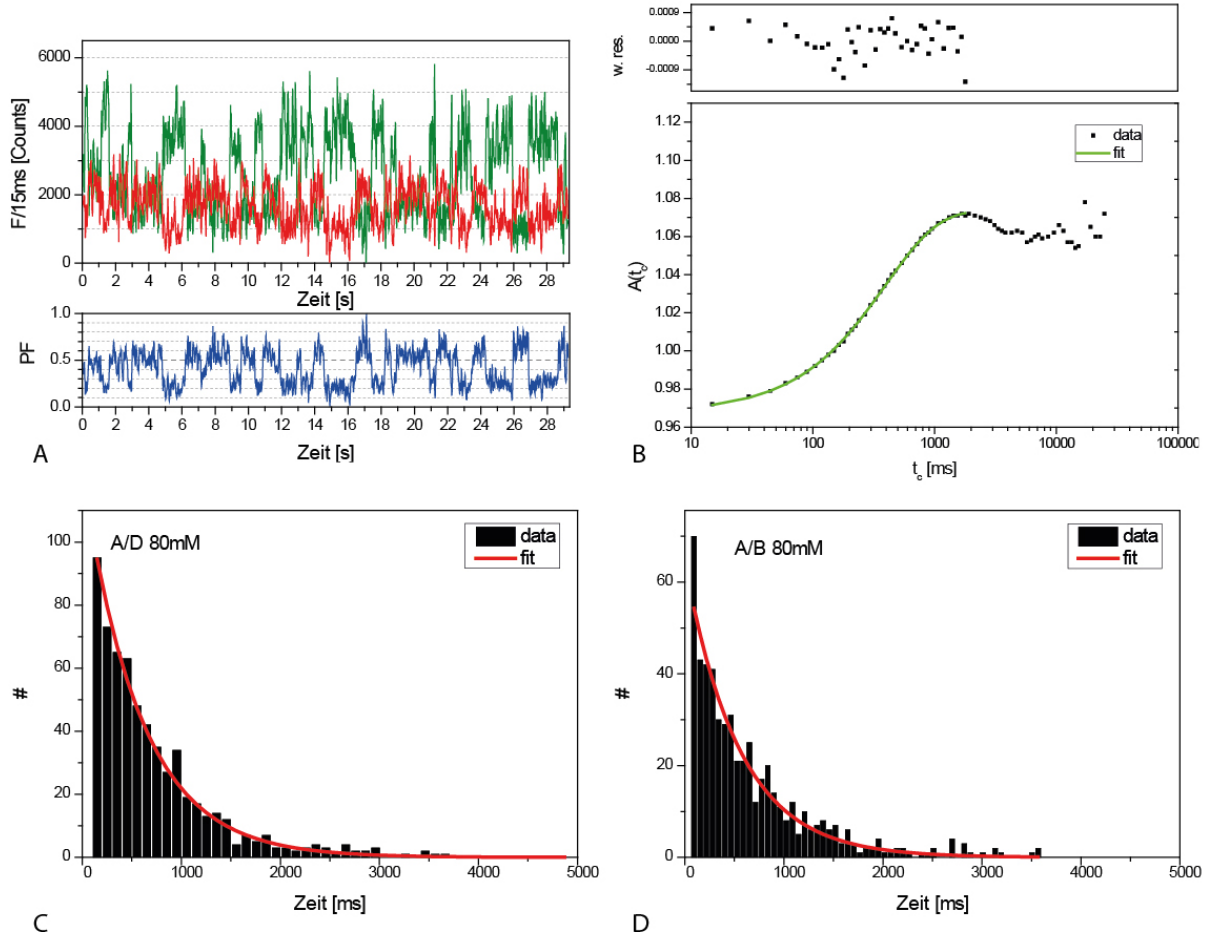 6000
4000
2000
0
F/15ms [Counts]
0 2 4 6 8 10 12 14 16 18 20 22 24 26 28
Zeit [s]
1.0
0.5
0.0
PF
0 2 4 6 8 10 12 14 16 18 20 22 24 26 28
Zeit [s]
A
0.0009
0.0000
-0.0009
w. res.
1.12
1.10
1.08
1.06
1.04
1.02
1.00
0.98
0.96
A(t_c)
data
fit
10 100 1000 10000 100000
t_c [ms]
B
A/D 80mM
data
fit
100
80
60
40
20
0
#
0 1000 2000 3000 4000 5000
Zeit [ms]
C
A/B 80mM
data
fit
60
40
20
0
#
0 1000 2000 3000 4000 5000
Zeit [ms]
D